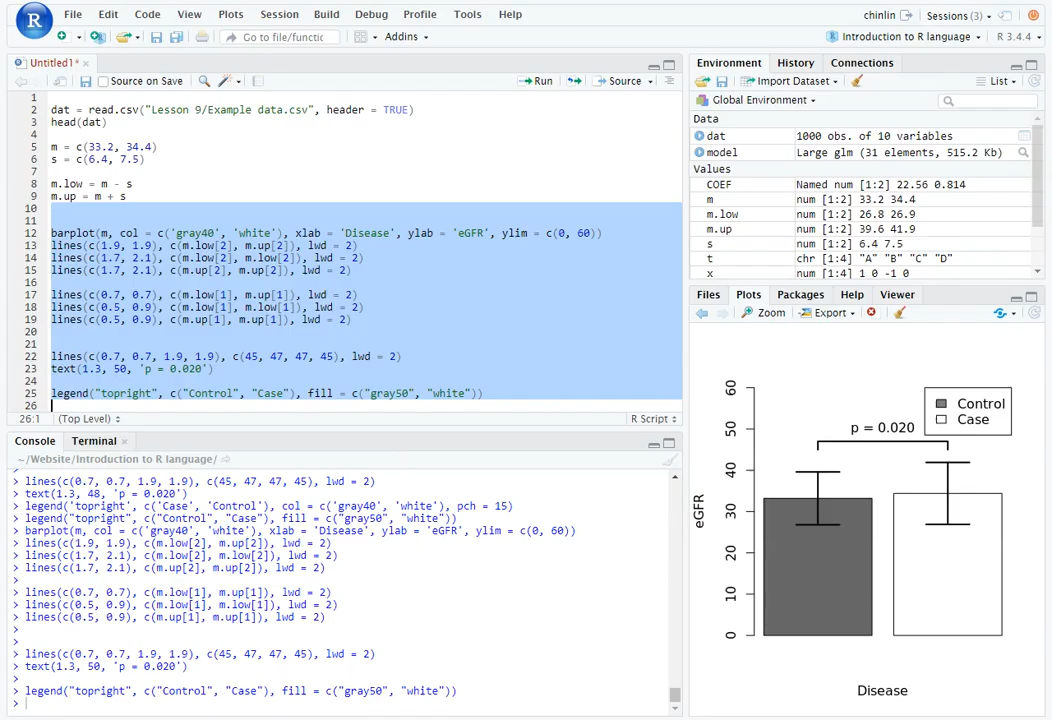 File Edit Code View Plots Session Build Debug Profile Tools Help
chinlin Sessions (3)
Go to file/functic Addins
Introduction to R language R 3.4.4
Untitled1*
Source on Save Run Source
1
2 dat = read.csv("Lesson 9/Example data.csv", header = TRUE)
3 head(dat)
4
5 m = c(33.2, 34.4)
6 s = c(6.4, 7.5)
7
8 m.low = m - s
9 m.up = m + s
10
11
12 barplot(m, col = c('gray40', 'white'), xlab = 'Disease', ylab = 'eGFR', ylim = c(0, 60))
13 lines(c(1.9, 1.9), c(m.low[2], m.up[2]), lwd = 2)
14 lines(c(1.7, 2.1), c(m.low[2], m.low[2]), lwd = 2)
15 lines(c(1.7, 2.1), c(m.up[2], m.up[2]), lwd = 2)
16
17 lines(c(0.7, 0.7), c(m.low[1], m.up[1]), lwd = 2)
18 lines(c(0.5, 0.9), c(m.low[1], m.low[1]), lwd = 2)
19 lines(c(0.5, 0.9), c(m.up[1], m.up[1]), lwd = 2)
20
21
22 lines(c(0.7, 0.7, 1.9, 1.9), c(45, 47, 47, 45), lwd = 2)
23 text(1.3, 50, 'p = 0.020')
24
25 legend("topright", c("Control", "Case"), fill = c("gray50", "white"))
26
26:1 (Top Level) R Script
Console Terminal
~/Website/Introduction to R language/
>
> lines(c(0.7, 0.7, 1.9, 1.9), c(45, 47, 47, 45), lwd = 2)
> text(1.3, 48, 'p = 0.020')
> legend('topright', c('Case', 'Control'), col = c('gray40', 'white'), pch = 15)
> legend("topright", c("Control", "Case"), fill = c("gray50", "white"))
> barplot(m, col = c('gray40', 'white'), xlab = 'Disease', ylab = 'eGFR', ylim = c(0, 60))
> lines(c(1.9, 1.9), c(m.low[2], m.up[2]), lwd = 2)
> lines(c(1.7, 2.1), c(m.low[2], m.low[2]), lwd = 2)
> lines(c(1.7, 2.1), c(m.up[2], m.up[2]), lwd = 2)
>
> lines(c(0.7, 0.7), c(m.low[1], m.up[1]), lwd = 2)
> lines(c(0.5, 0.9), c(m.low[1], m.low[1]), lwd = 2)
> lines(c(0.5, 0.9), c(m.up[1], m.up[1]), lwd = 2)
>
>
> lines(c(0.7, 0.7, 1.9, 1.9), c(45, 47, 47, 45), lwd = 2)
> text(1.3, 50, 'p = 0.020')
>
> legend("topright", c("Control", "Case"), fill = c("gray50", "white"))
>
Environment History Connections
Import Dataset List
Global Environment
Data
dat 1000 obs. of 10 variables
model Large glm (31 elements, 515.2 Kb)
Values
COEF Named num [1:2] 22.56 0.814
m num [1:2] 33.2 34.4
m.low num [1:2] 26.8 26.9
m.up num [1:2] 39.6 41.9
s num [1:2] 6.4 7.5
t chr [1:4] "A" "B" "C" "D"
x num [1:4] 1 0 -1 0
Files Plots Packages Help Viewer
Zoom Export
60
50
40
30
20
10
0
eGFR
p = 0.020
Control
Case
Disease
R